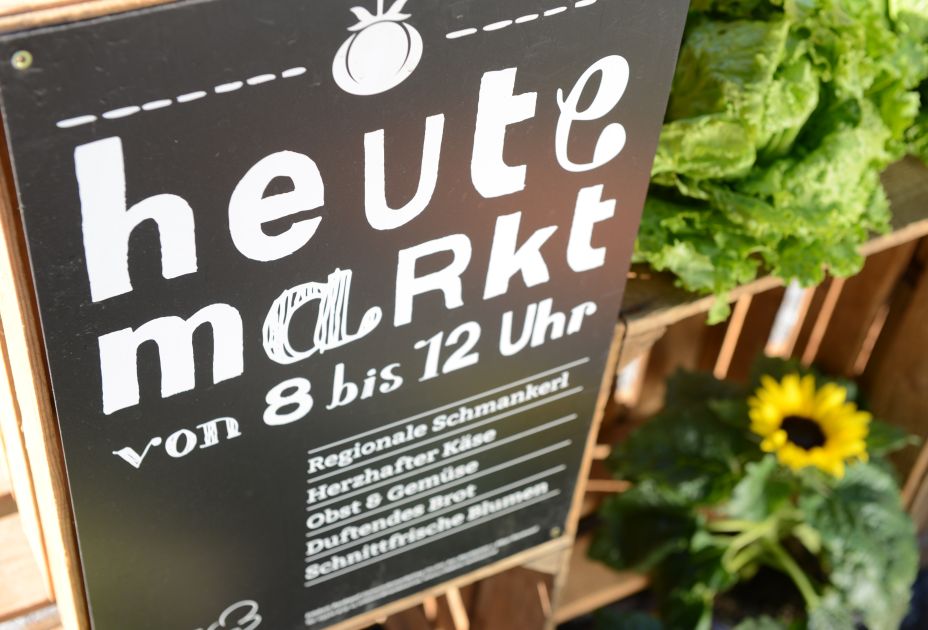 heute
markt
von 8 bis 12 Uhr
Regionale Schmankerl
Herzhafter Käse
Obst & Gemüse
Duftendes Brot
Schnittfrische Blumen